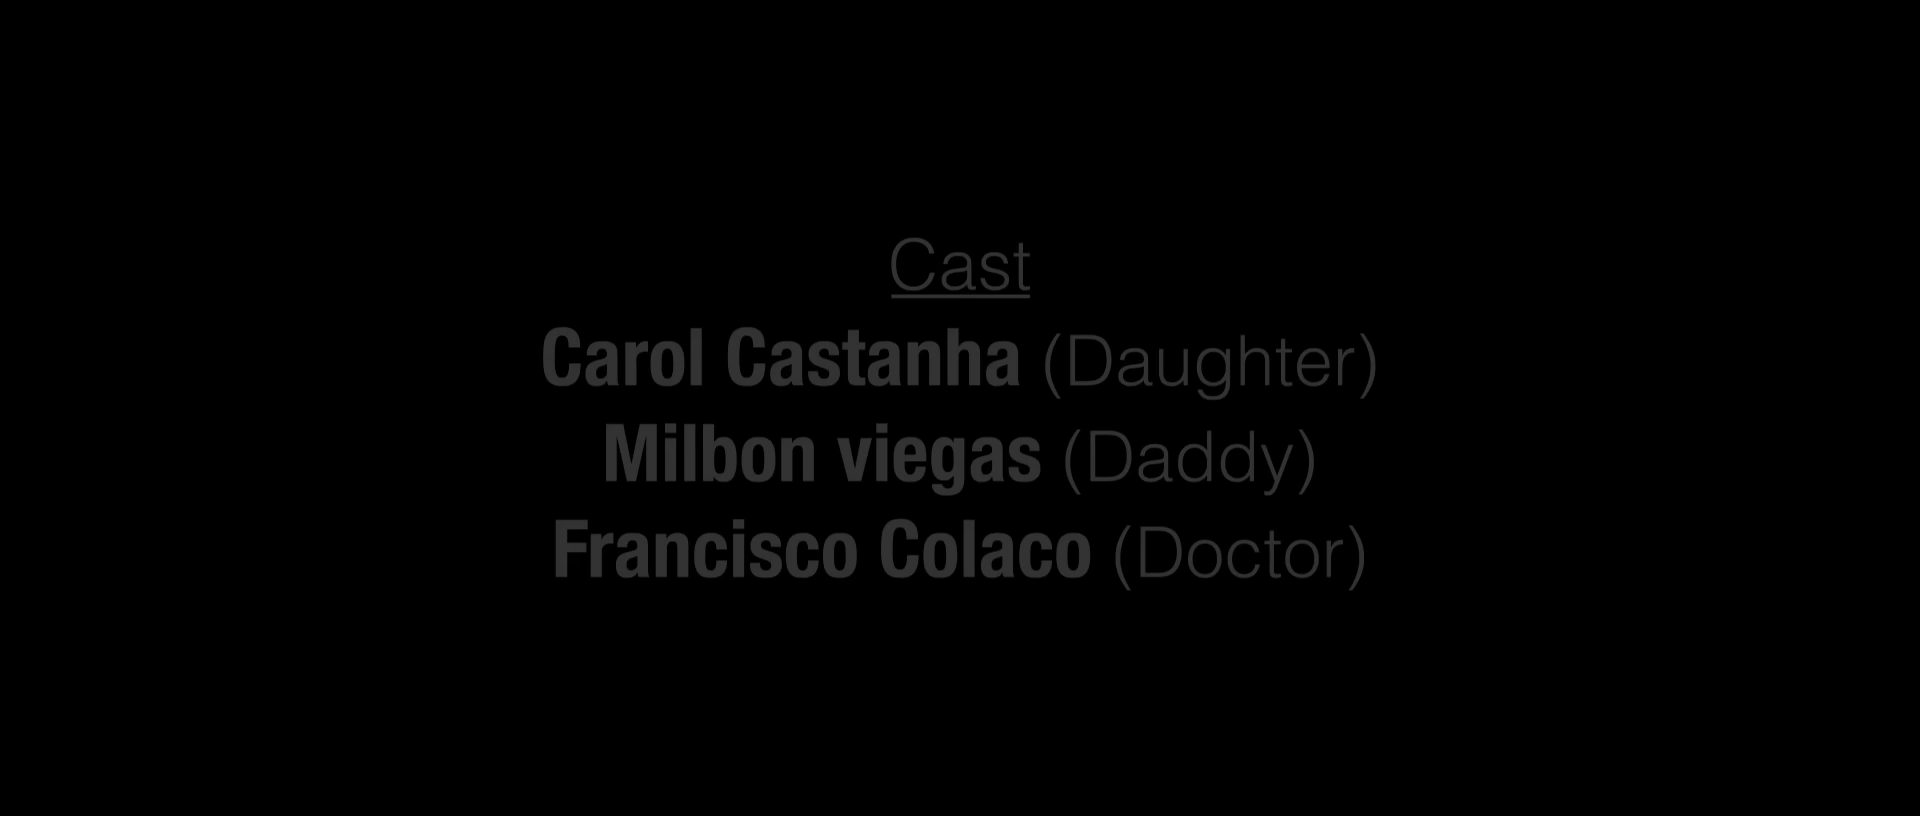 Cast
Carol Castanha (Daughter)
Milbon viegas (Daddy)
Francisco Colaco (Doctor)